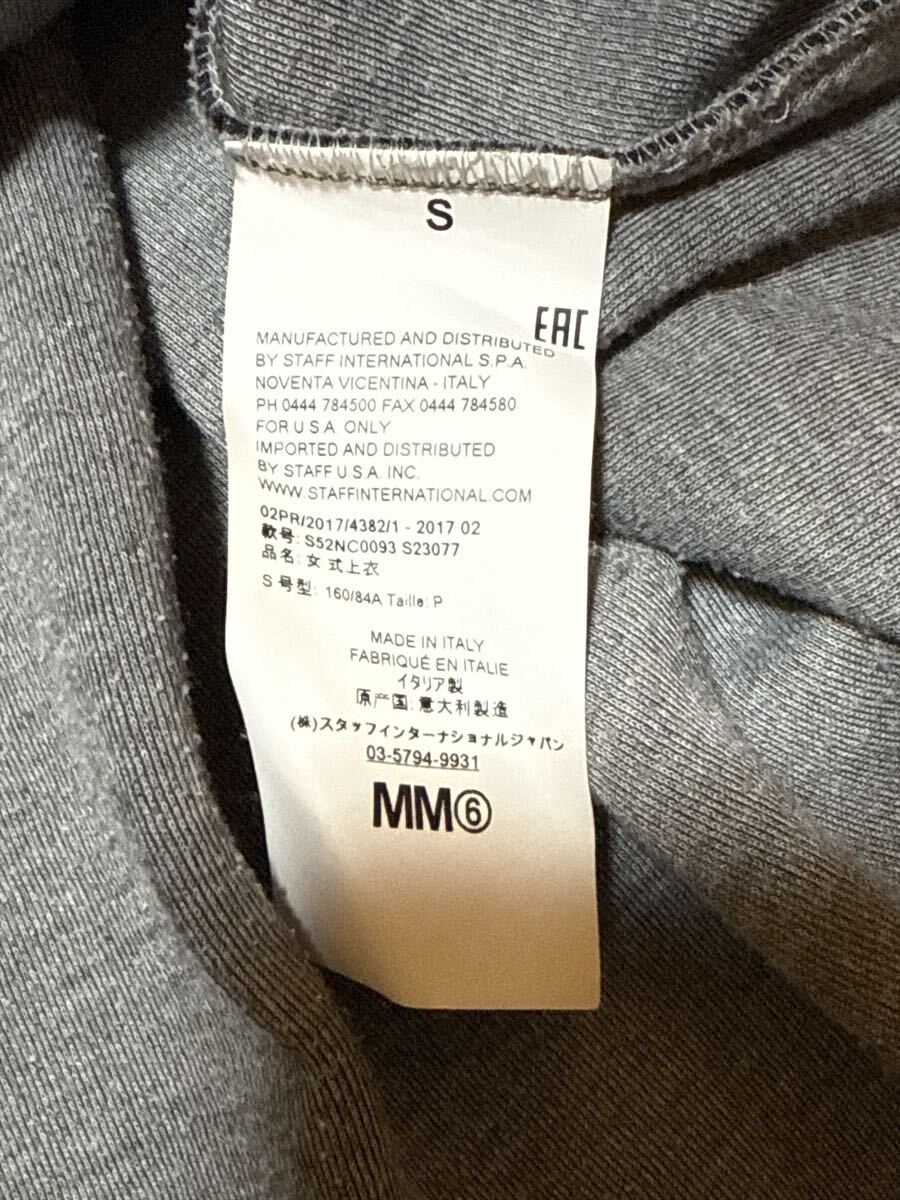 S
EAC
MANUFACTURED AND DISTRIBUTED
BY STAFF INTERNATIONAL S.P.A.
NOVENTA VICENTINA - ITALY
PH 0444 784500 FAX 0444 784580
FOR U S A ONLY
IMPORTED AND DISTRIBUTED
BY STAFF U S A INC.
WWW.STAFFINTERNATIONAL.COM
02PR/2017/4382/1 - 2017 02
款号: S52NC0093 S23077
品名: 女 式上衣
S 号型: 160/84A Taille: P
MADE IN ITALY
FABRIQUÉ EN ITALIE
イタリア製
原产国: 意大利製造
(株)スタッフインターナショナルジャパン
03-5794-9931
MM⑥